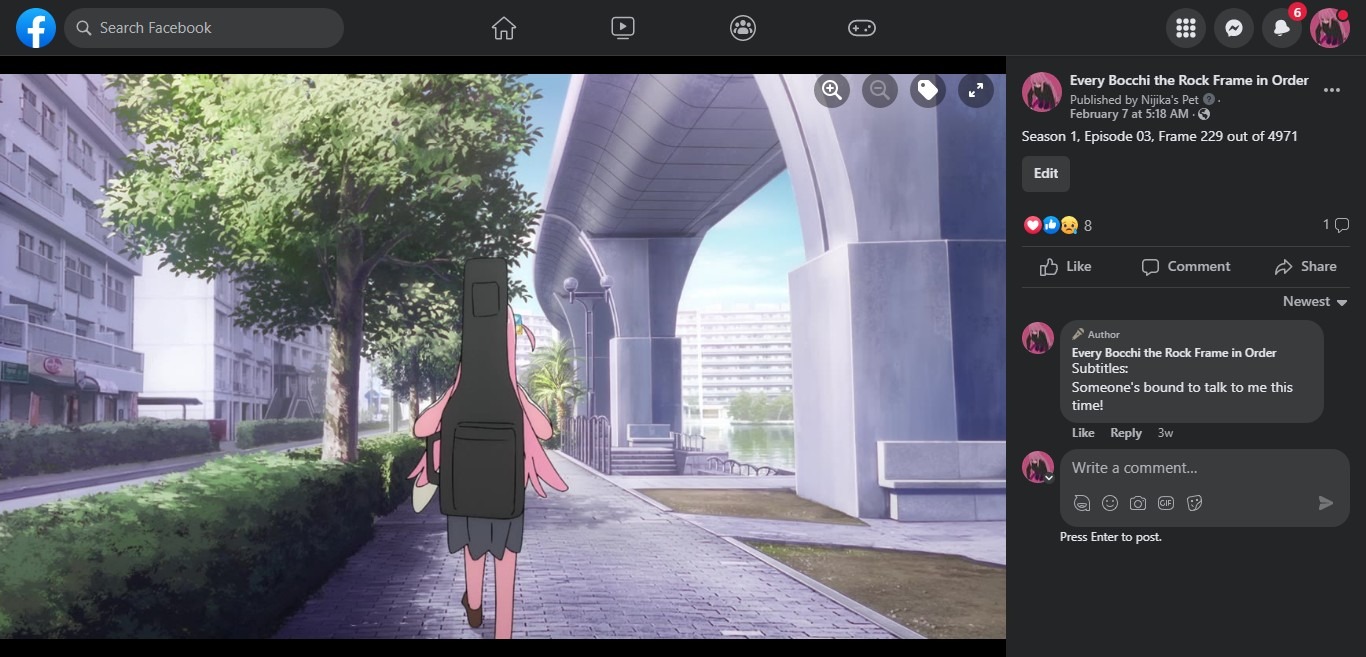 Search Facebook
6
Every Bocchi the Rock Frame in Order
Published by Nijika's Pet ·
February 7 at 5:18 AM ·
Season 1, Episode 03, Frame 229 out of 4971
Edit
8
1
Like
Comment
Share
Newest
Author
Every Bocchi the Rock Frame in Order
Subtitles:
Someone's bound to talk to me this
time!
Like Reply 3w
Write a comment...
GIF
Press Enter to post.